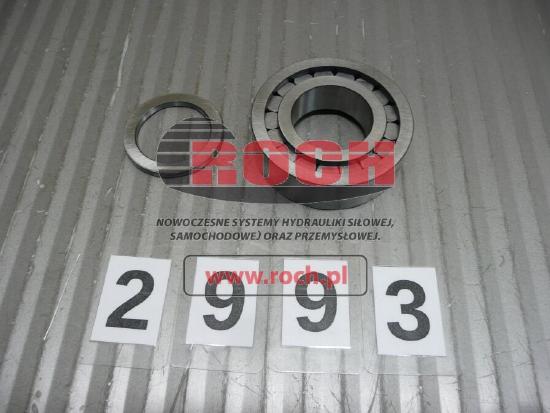 ROCH
NOWOCZESNE SYSTEMY HYDRAULIKI SIŁOWEJ,
SAMOCHODOWEJ ORAZ PRZEMYSŁOWEJ.
www.roch.pl
2 9 9 3